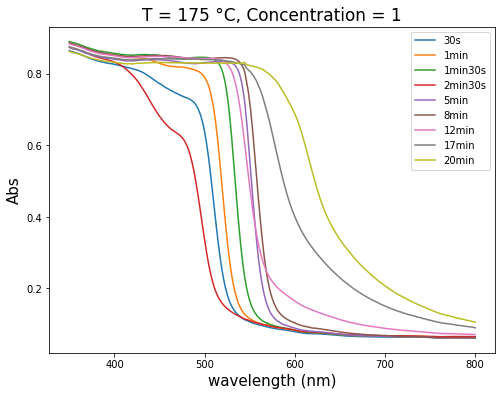 T = 175 °C, Concentration = 1
Abs
0.8
0.6
0.4
0.2
400
500
600
700
800
wavelength (nm)
30s
1min
1min30s
2min30s
5min
8min
12min
17min
20min